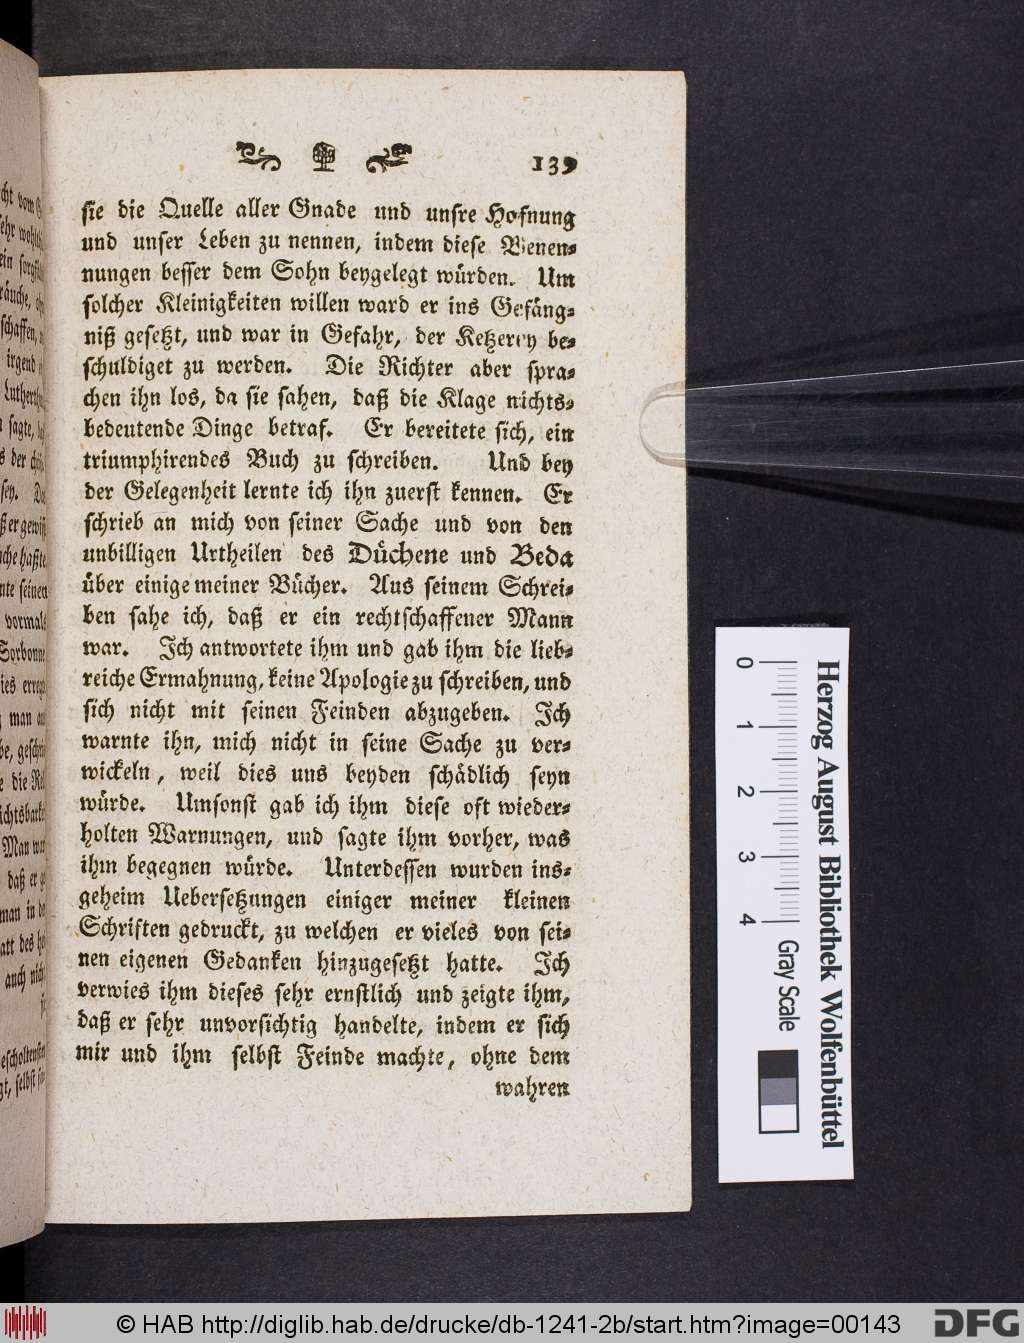 139
sie die Quelle aller Gnade und unsre Hofnung
und unser Leben zu nennen, indem diese Benen-
nungen besser dem Sohn beygelegt würden. Um
solcher Kleinigkeiten willen ward er ins Gefäng-
niß gesetzt, und war in Gefahr, der Ketzerey be-
schuldiget zu werden. Die Richter aber spra-
chen ihn los, da sie sahen, daß die Klage nichts-
bedeutende Dinge betraf. Er bereitete sich, ein
triumphirendes Buch zu schreiben. Und bey
der Gelegenheit lernte ich ihn zuerst kennen. Er
schrieb an mich von seiner Sache und von den
unbilligen Urtheilen des Düchene und Beda
über einige meiner Bücher. Aus seinem Schrei-
ben sahe ich, daß er ein rechtschaffener Mann
war. Ich antwortete ihm und gab ihm die lieb-
reiche Ermahnung, keine Apologie zu schreiben, und
sich nicht mit seinen Feinden abzugeben. Ich
warnte ihn, mich nicht in seine Sache zu ver-
wickeln, weil dies uns beyden schädlich seyn
würde. Umsonst gab ich ihm diese oft wieder-
holten Warnungen, und sagte ihm vorher, was
ihm begegnen würde. Unterdessen wurden ins-
geheim Uebersetzungen einiger meiner kleinen
Schriften gedruckt, zu welchen er vieles von sei-
nen eigenen Gedanken hinzugesetzt hatte. Ich
verwies ihm dieses sehr ernstlich und zeigte ihm,
daß er sehr unvorsichtig handelte, indem er sich
mir und ihm selbst Feinde machte, ohne dem
wahren
Herzog August Bibliothek Wolfenbüttel
0 1 2 3 4 Gray Scale
© HAB http://diglib.hab.de/drucke/db-1241-2b/start.htm?image=00143
DFG